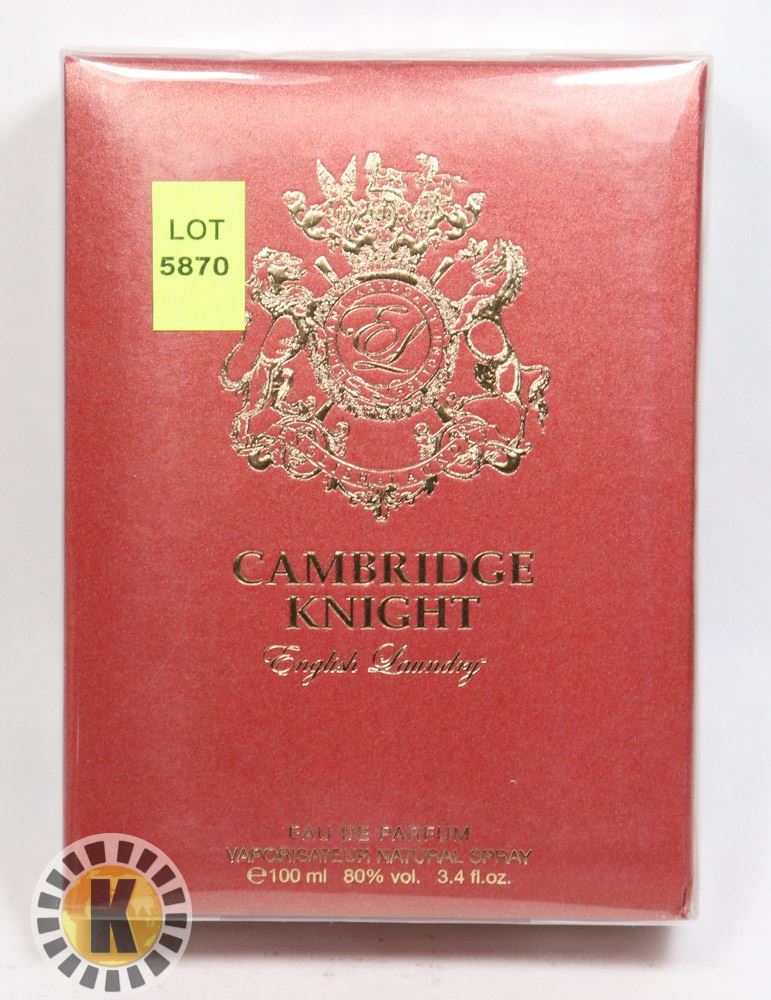 LOT
5870
EL
CAMBRIDGE
KNIGHT
English Laundry
EAU DE PARFUM
VAPORISATEUR NATURAL SPRAY
℮100 ml 80% vol. 3.4 fl.oz.
K